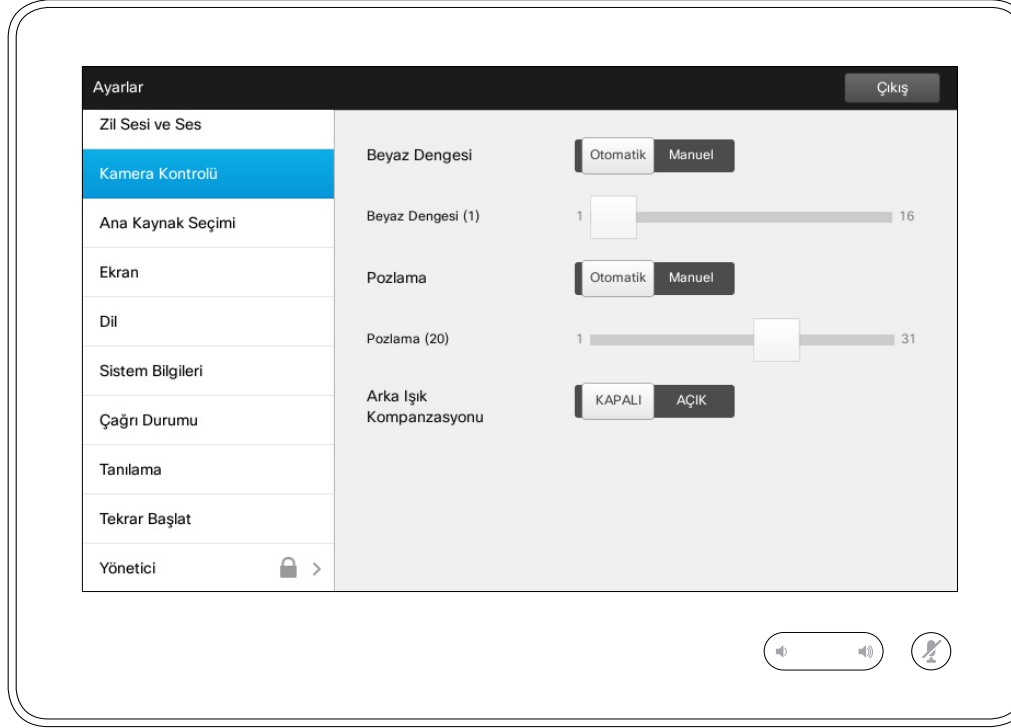 Ayarlar
Çıkış
Zil Sesi ve Ses
Kamera Kontrolü
Ana Kaynak Seçimi
Ekran
Dil
Sistem Bilgileri
Çağrı Durumu
Tanılama
Tekrar Başlat
Yönetici
Beyaz Dengesi
Otomatik Manuel
Beyaz Dengesi (1) 1 16
Pozlama
Otomatik Manuel
Pozlama (20) 1 31
Arka Işık
Kompanzasyonu
KAPALI AÇIK